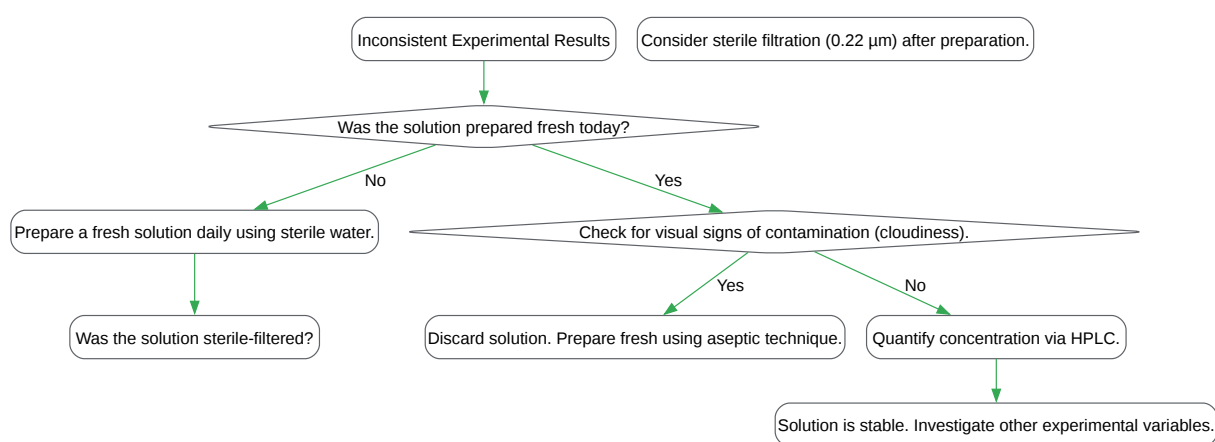 Inconsistent Experimental Results
Consider sterile filtration (0.22 µm) after preparation.
Was the solution prepared fresh today?
No
Yes
Prepare a fresh solution daily using sterile water.
Check for visual signs of contamination (cloudiness).
Yes
No
Was the solution sterile-filtered?
Discard solution. Prepare fresh using aseptic technique.
Quantify concentration via HPLC.
Solution is stable. Investigate other experimental variables.